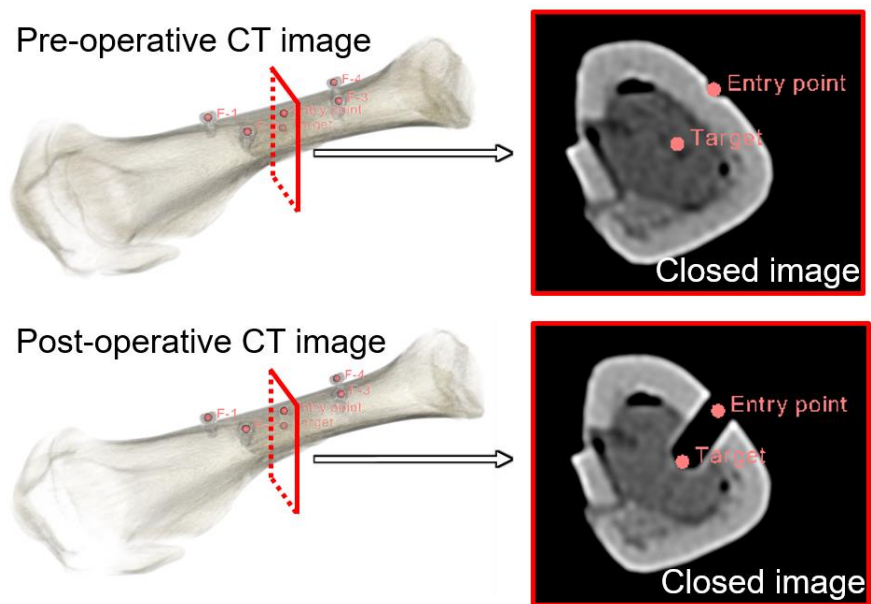 Pre-operative CT image
F-4
F-3
F-1
Entry point
Target
Entry point
Target
Closed image
Post-operative CT image
F-4
F-3
F-1
Entry point
Target
Closed image